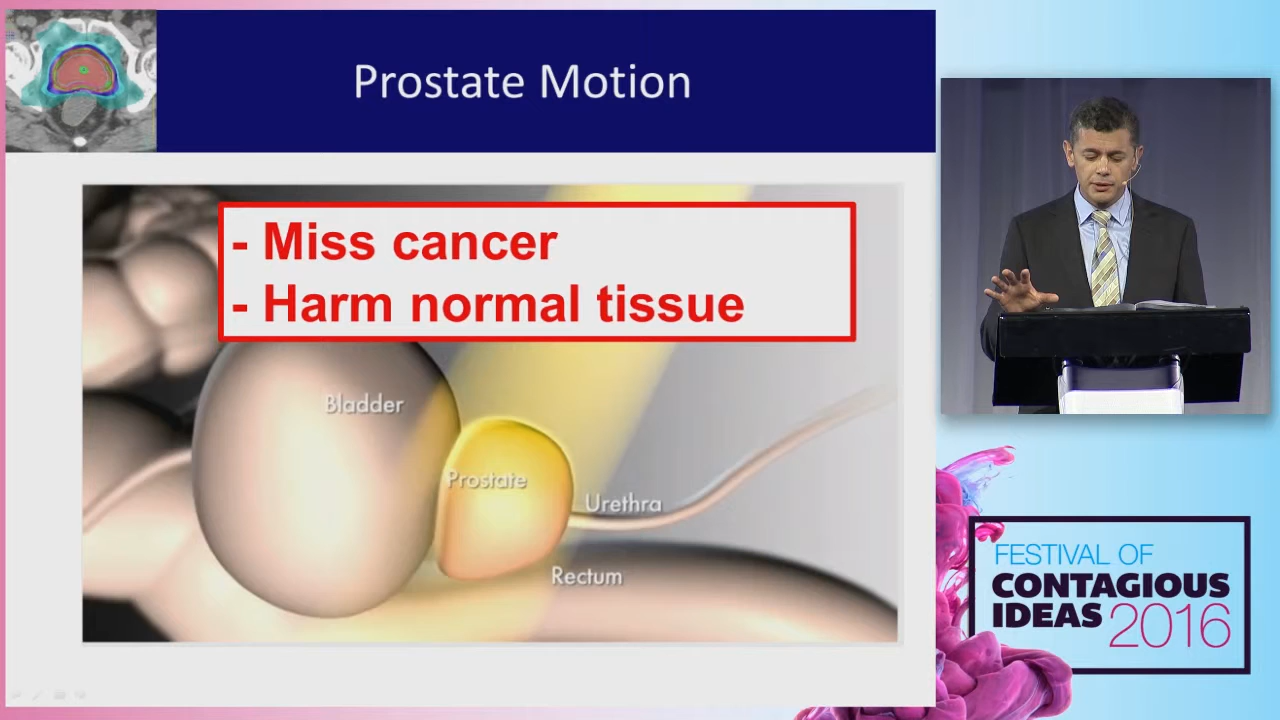 Prostate Motion
- Miss cancer
- Harm normal tissue
Bladder
Prostate
Urethra
Rectum
FESTIVAL OF
CONTAGIOUS
IDEAS 2016